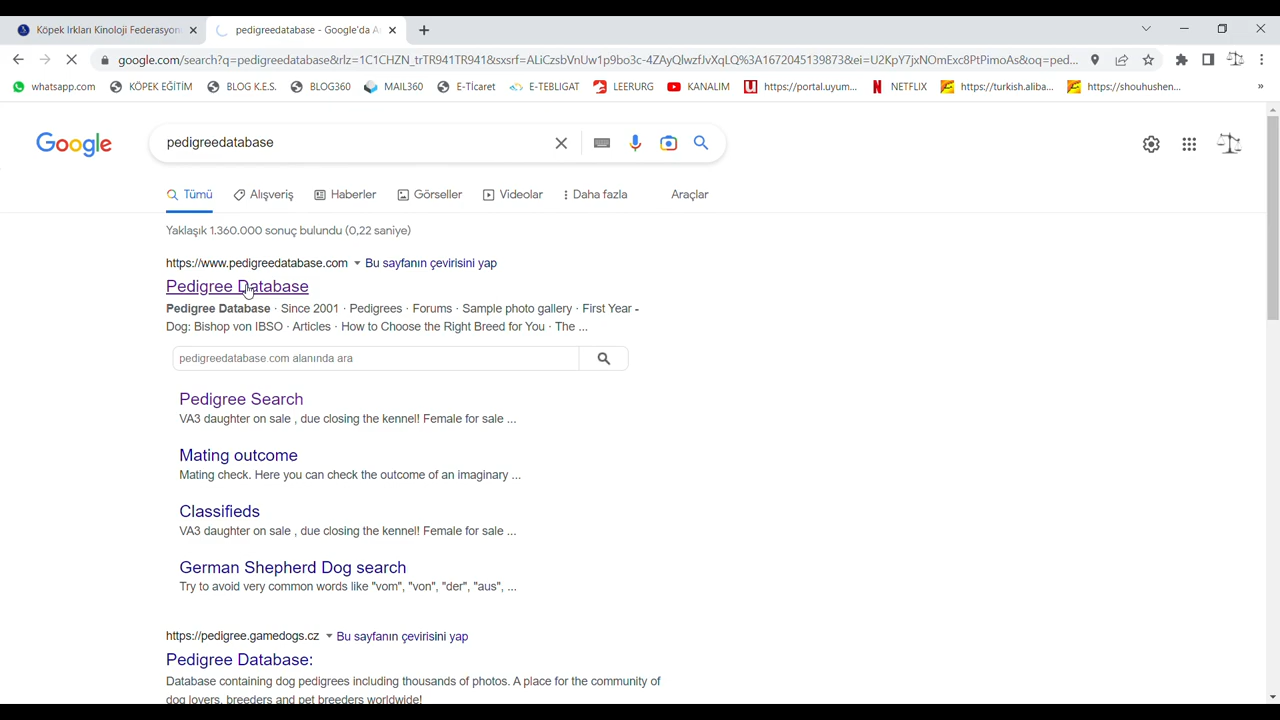 Köpek Irkları Kinoloji Federasyon
pedigreedatabase - Google'da A
google.com/search?q=pedigreedatabase&rlz=1C1CHZN_trTR941TR941&sxsrf=ALiCzsbVnUw1p9bo3c-4ZAyQlwzfJvXqLQ%3A1672045139873&ei=U2KpY7jxNOmExc8PtPimoAs&oq=ped...
whatsapp.com KÖPEK EĞİTİM BLOG K.E.S. BLOG360 MAIL360 E-Ticaret E-TEBLIGAT LEERURG KANALIM https://portal.uyum... NETFLIX https://turkish.aliba... https://shouhushen... »
Google
pedigreedatabase
Tümü Alışveriş Haberler Görseller Videolar Daha fazla Araçlar
Yaklaşık 1.360.000 sonuç bulundu (0,22 saniye)
https://www.pedigreedatabase.com Bu sayfanın çevirisini yap
Pedigree Database
Pedigree Database · Since 2001 · Pedigrees · Forums · Sample photo gallery · First Year -
Dog: Bishop von IBSO · Articles · How to Choose the Right Breed for You · The ...
pedigreedatabase.com alanında ara
Pedigree Search
VA3 daughter on sale , due closing the kennel! Female for sale ...
Mating outcome
Mating check. Here you can check the outcome of an imaginary ...
Classifieds
VA3 daughter on sale , due closing the kennel! Female for sale ...
German Shepherd Dog search
Try to avoid very common words like "vom", "von", "der", "aus", ...
https://pedigree.gamedogs.cz Bu sayfanın çevirisini yap
Pedigree Database:
Database containing dog pedigrees including thousands of photos. A place for the community of
dog lovers, breeders and pet breeders worldwide!